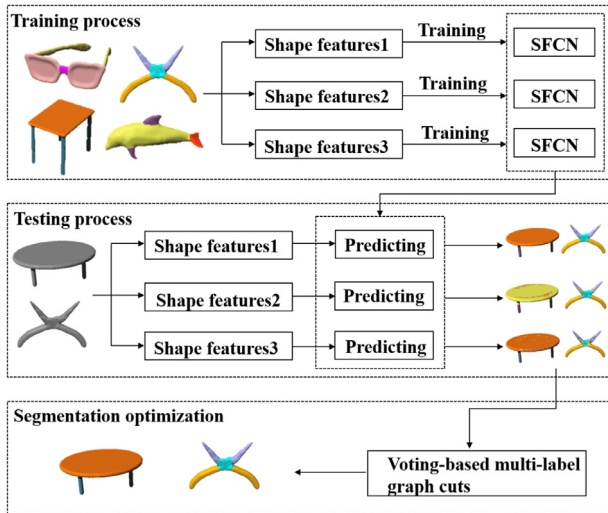 Training process
Shape features1
Training
SFCN
Shape features2
Training
SFCN
Shape features3
Training
SFCN
Testing process
Shape features1
Predicting
Shape features2
Predicting
Shape features3
Predicting
Segmentation optimization
Voting-based multi-label
graph cuts